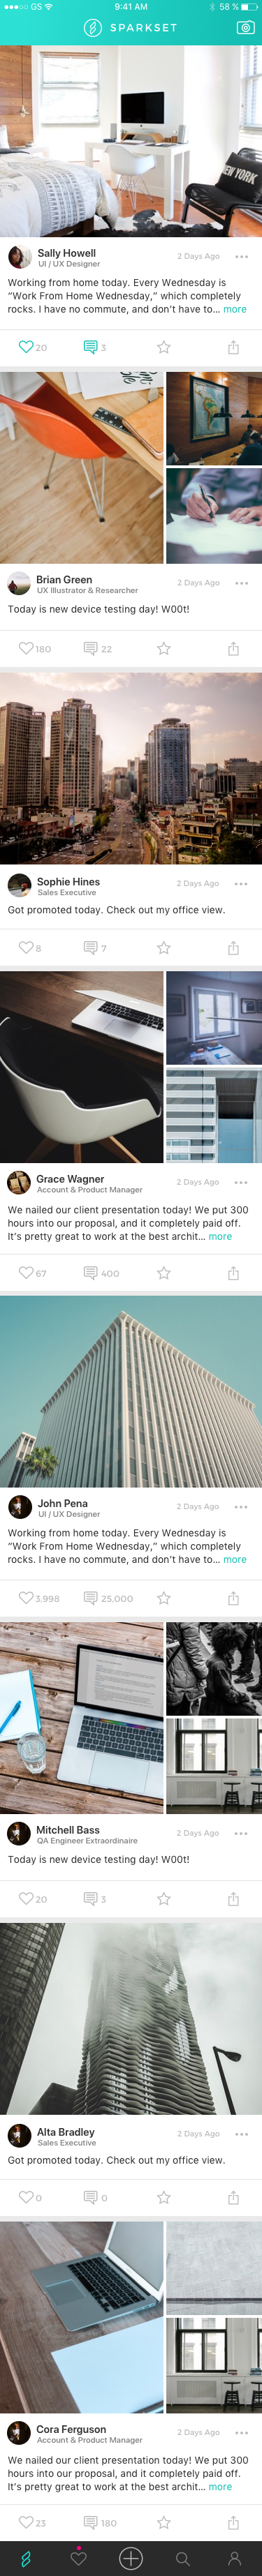 GS 9:41 AM 58 %
SPARKSET
NEW YORK
Sally Howell 2 Days Ago
UI / UX Designer
Working from home today. Every Wednesday is
“Work From Home Wednesday,” which completely
rocks. I have no commute, and don’t have to... more
20 3
Brian Green 2 Days Ago
UX Illustrator & Researcher
Today is new device testing day! W00t!
180 22
Sophie Hines 2 Days Ago
Sales Executive
Got promoted today. Check out my office view.
8 7
Grace Wagner 2 Days Ago
Account & Product Manager
We nailed our client presentation today! We put 300
hours into our proposal, and it completely paid off.
It’s pretty great to work at the best archit... more
67 400
John Pena 2 Days Ago
UI / UX Designer
Working from home today. Every Wednesday is
“Work From Home Wednesday,” which completely
rocks. I have no commute, and don’t have to... more
3,998 25,000
Mitchell Bass 2 Days Ago
QA Engineer Extraordinaire
Today is new device testing day! W00t!
20 3
Alta Bradley 2 Days Ago
Sales Executive
Got promoted today. Check out my office view.
0 0
Cora Ferguson 2 Days Ago
Account & Product Manager
We nailed our client presentation today! We put 300
hours into our proposal, and it completely paid off.
It’s pretty great to work at the best archit... more
23 180